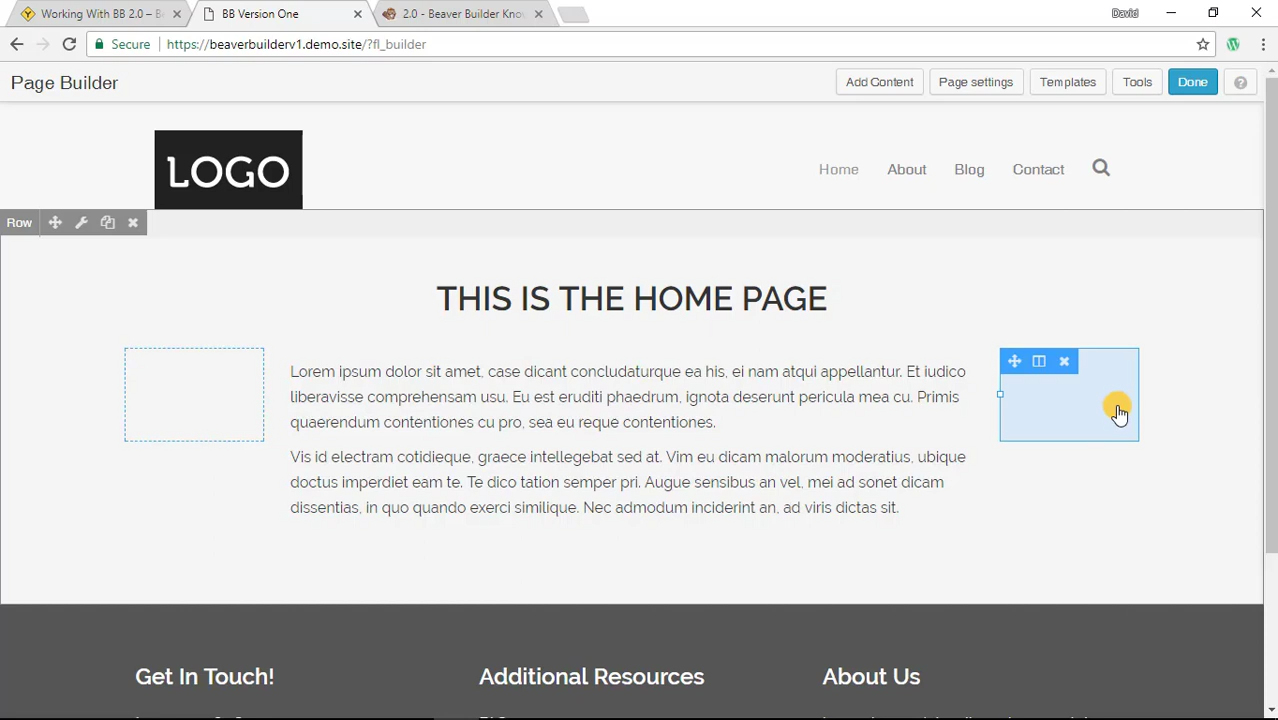 Working With BB 2.0 – B
BB Version One
2.0 - Beaver Builder Kno
David
Secure
https://beaverbuilderv1.demo.site/?fl_builder
Page Builder
Add Content
Page settings
Templates
Tools
Done
?
LOGO
Home
About
Blog
Contact
Row
THIS IS THE HOME PAGE
Lorem ipsum dolor sit amet, case dicant concludaturque ea his, ei nam atqui appellantur. Et iudico
liberavisse comprehensam usu. Eu est eruditi phaedrum, ignota deserunt pericula mea cu. Primis
quaerendum contentiones cu pro, sea eu reque contentiones.
Vis id electram cotidieque, graece intellegebat sed at. Vim eu dicam malorum moderatius, ubique
doctus imperdiet eam te. Te dico tation semper pri. Augue sensibus an vel, mei ad sonet dicam
dissentias, in quo quando exerci similique. Nec admodum inciderint an, ad viris dictas sit.
Get In Touch!
Additional Resources
About Us